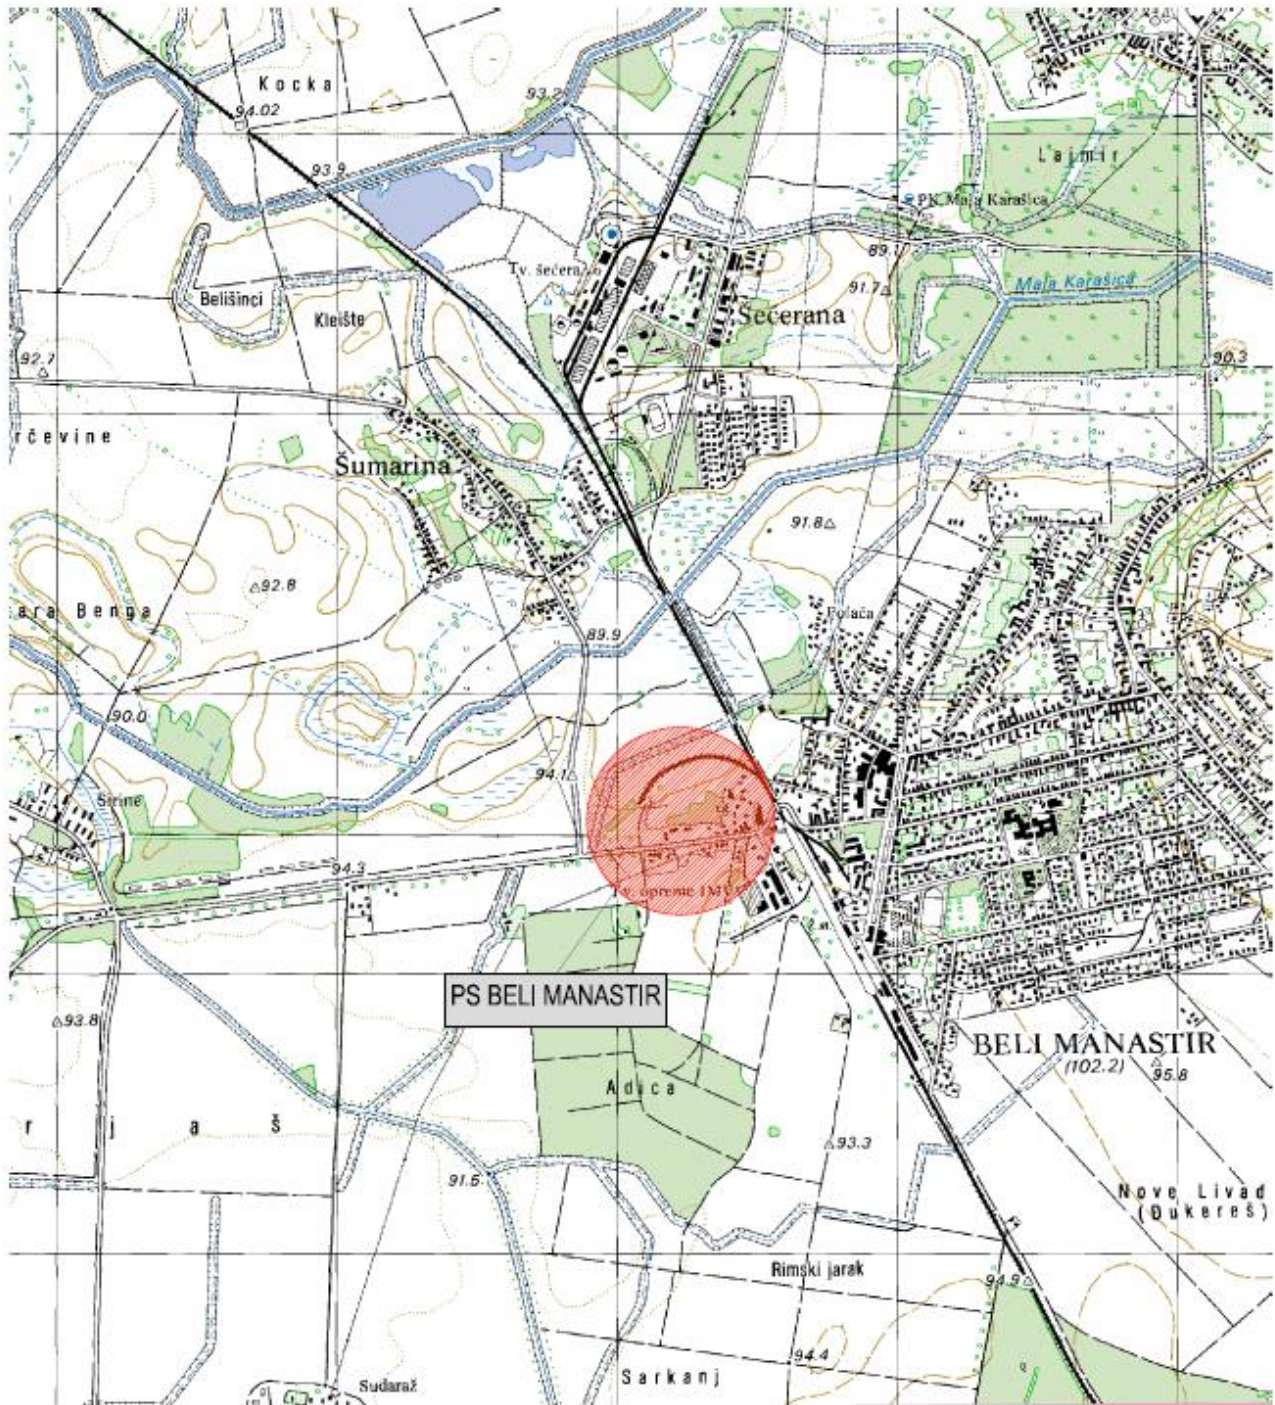 Kocka
93.2
94.02
93.9
Lajmir
PK Mala Karašica
89.1
Tv. šećera
Mala Karašica
91.7
Belišinci
Kleište
Šećerana
92.7
90.3
rčevine
Šumarina
91.8
92.8
ara Benga
Polača
89.9
90.0
94.1
Širine
94.3
Tv. opreme IMV
PS BELI MANASTIR
93.8
BELI MANASTIR
(102.2)
95.8
Adica
r j a š
93.3
91.5
Nove Livad
(Đukereš)
Rimski jarak
94.9
94.4
Sarkanj
Sudaraž